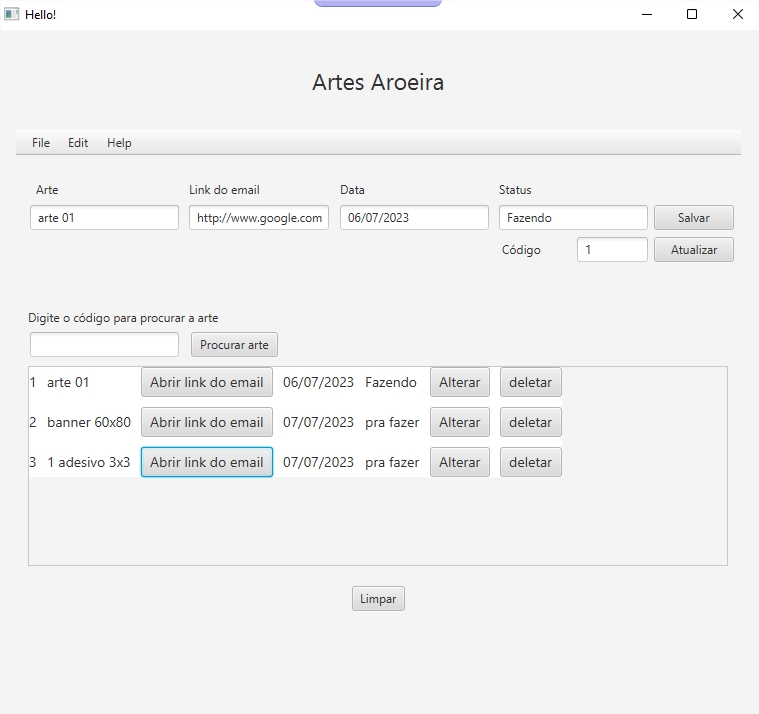 Hello!
Artes Aroeira
File Edit Help
Arte Link do email Data Status
arte 01 http://www.google.com 06/07/2023 Fazendo Salvar
Código 1 Atualizar
Digite o código para procurar a arte
Procurar arte
1 arte 01 Abrir link do email 06/07/2023 Fazendo Alterar deletar
2 banner 60x80 Abrir link do email 07/07/2023 pra fazer Alterar deletar
3 1 adesivo 3x3 Abrir link do email 07/07/2023 pra fazer Alterar deletar
Limpar